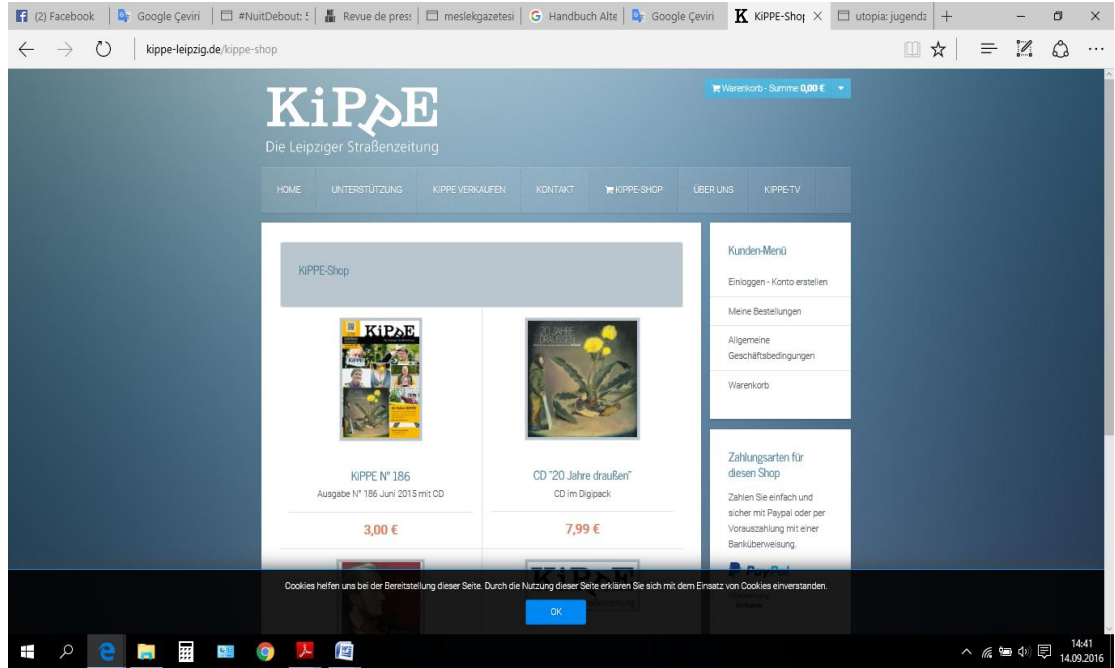 (2) Facebook
Google Çeviri
#NuitDebout: S
Revue de press
meslekgazetesi
Handbuch Alte
Google Çeviri
KiPPE-Shop
utopia: jugendz
kippe-leipzig.de/kippe-shop
KiPPE
Die Leipziger Straßenzeitung
Warenkorb - Summe 0,00 €
HOME UNTERSTÜTZUNG KIPPE VERKAUFEN KONTAKT KIPPE-SHOP ÜBER UNS KIPPE-TV
KiPPE-Shop
KiPPE
20 JAHRE
DRAUSSEN
KiPPE N° 186
Ausgabe N° 186 Juni 2015 mit CD
3,00 €
CD "20 Jahre draußen"
CD im Digipack
7,99 €
Kunden-Menü
Einloggen - Konto erstellen
Meine Bestellungen
Allgemeine
Geschäftsbedingungen
Warenkorb
Zahlungsarten für
diesen Shop
Zahlen Sie einfach und
sicher mit Paypal oder per
Vorauszahlung mit einer
Banküberweisung.
PayPal
KiPPE
Cookies helfen uns bei der Bereitstellung dieser Seite. Durch die Nutzung dieser Seite erklären Sie sich mit dem Einsatz von Cookies einverstanden.
OK
14:41
14.09.2016